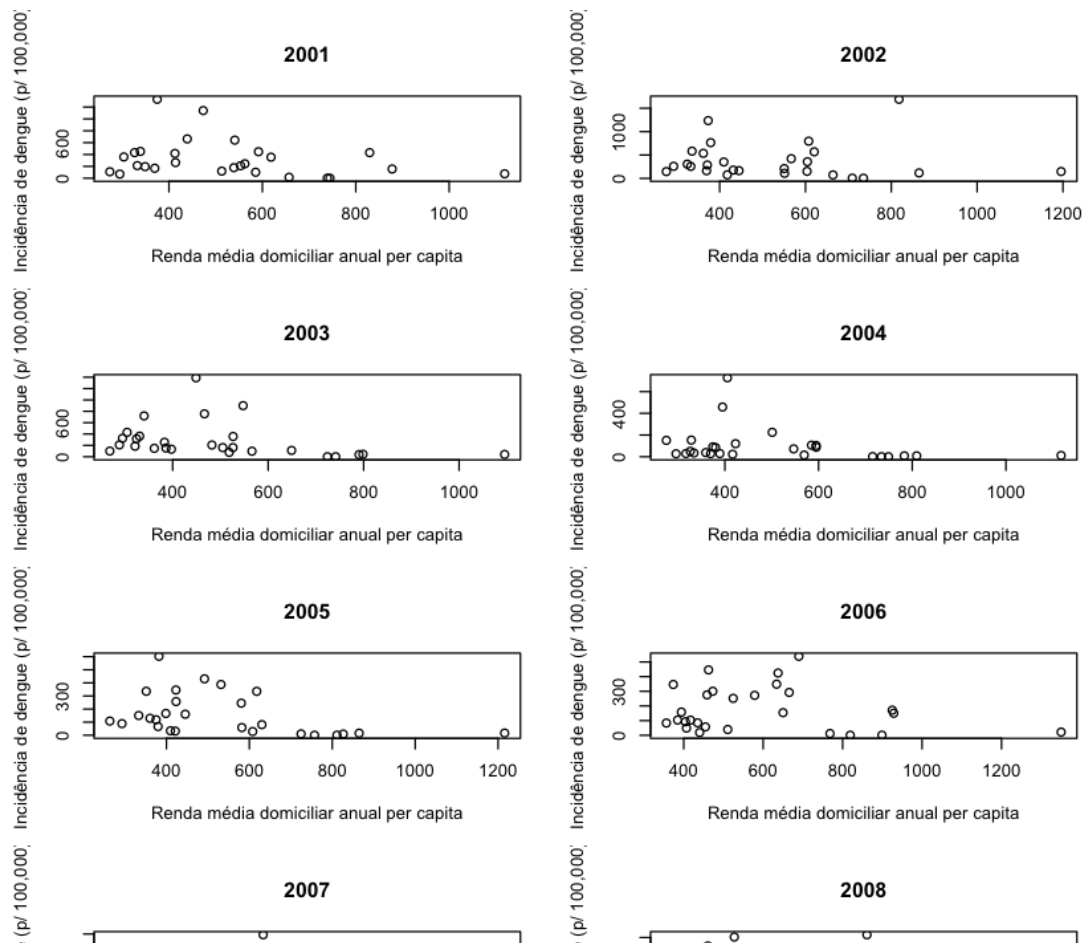 2001
Incidência de dengue (p/ 100,000)
0 600
400 600 800 1000
Renda média domiciliar anual per capita
2002
Incidência de dengue (p/ 100,000)
0 1000
400 600 800 1000 1200
Renda média domiciliar anual per capita
2003
Incidência de dengue (p/ 100,000)
0 600
400 600 800 1000
Renda média domiciliar anual per capita
2004
Incidência de dengue (p/ 100,000)
0 400
400 600 800 1000
Renda média domiciliar anual per capita
2005
Incidência de dengue (p/ 100,000)
0 300
400 600 800 1000 1200
Renda média domiciliar anual per capita
2006
Incidência de dengue (p/ 100,000)
0 300
400 600 800 1000 1200
Renda média domiciliar anual per capita
2007
(p/ 100,000)
2008
(p/ 100,000)